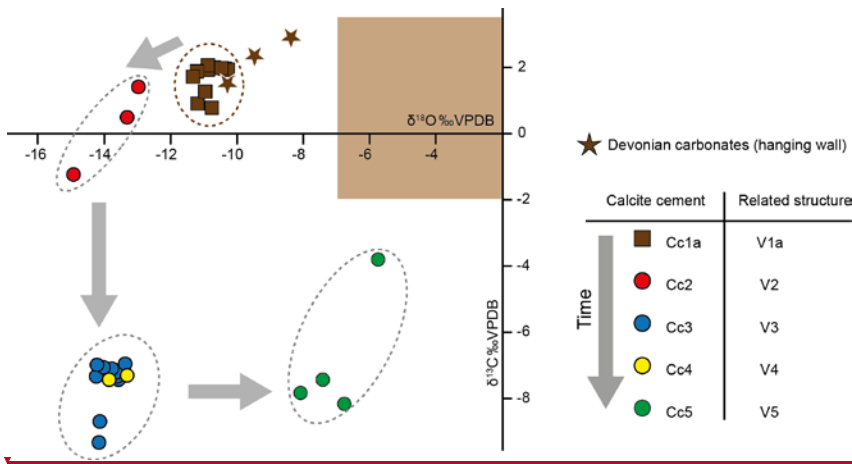 2
δ¹⁸O‰VPDB
0
-16 -14 -12 -10 -8 -6 -4
-2
-4
-6
-8
δ¹³C‰VPDB
Devonian carbonates (hanging wall)
Calcite cement Related structure
Cc1a V1a
Cc2 V2
Cc3 V3
Cc4 V4
Cc5 V5
Time